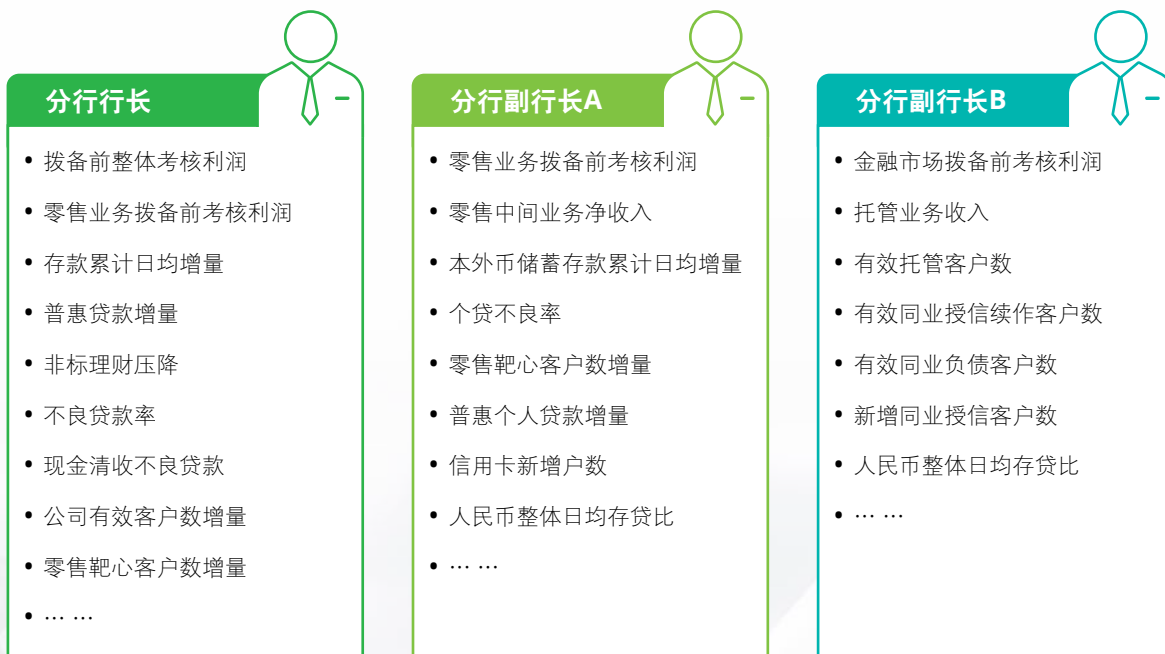 分行行长
• 拨备前整体考核利润
• 零售业务拨备前考核利润
• 存款累计日均增量
• 普惠贷款增量
• 非标理财压降
• 不良贷款率
• 现金清收不良贷款
• 公司有效客户数增量
• 零售靶心客户数增量
• … …
分行副行长A
• 零售业务拨备前考核利润
• 零售中间业务净收入
• 本外币储蓄存款累计日均增量
• 个贷不良率
• 零售靶心客户数增量
• 普惠个人贷款增量
• 信用卡新增户数
• 人民币整体日均存贷比
• … …
分行副行长B
• 金融市场拨备前考核利润
• 托管业务收入
• 有效托管客户数
• 有效同业授信续作客户数
• 有效同业负债客户数
• 新增同业授信客户数
• 人民币整体日均存贷比
• … …